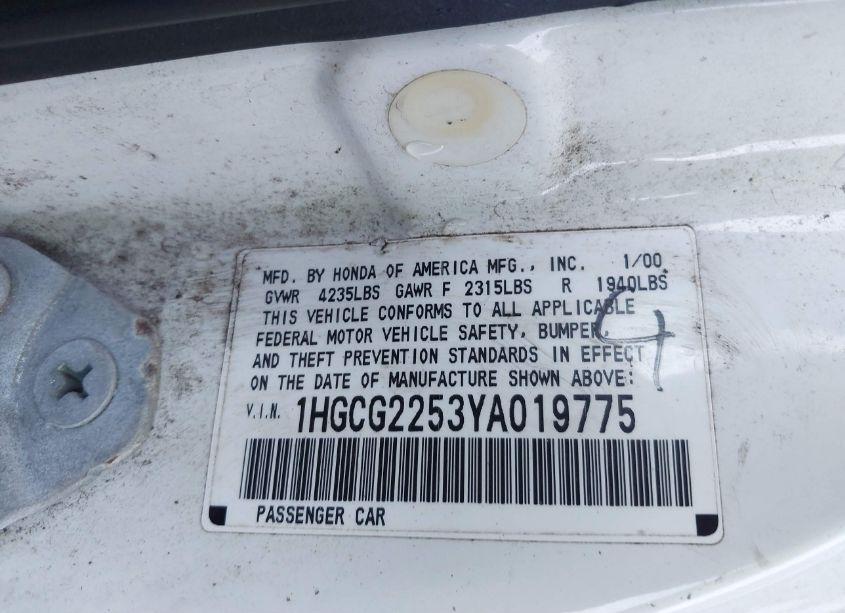 MFD. BY HONDA OF AMERICA MFG., INC. 1/00
GVWR 4235LBS GAWR F 2315LBS R 1940LBS
THIS VEHICLE CONFORMS TO ALL APPLICABLE
FEDERAL MOTOR VEHICLE SAFETY, BUMPER,
AND THEFT PREVENTION STANDARDS IN EFFECT
ON THE DATE OF MANUFACTURE SHOWN ABOVE:
V.I.N. 1HGCG2253YA019775
PASSENGER CAR